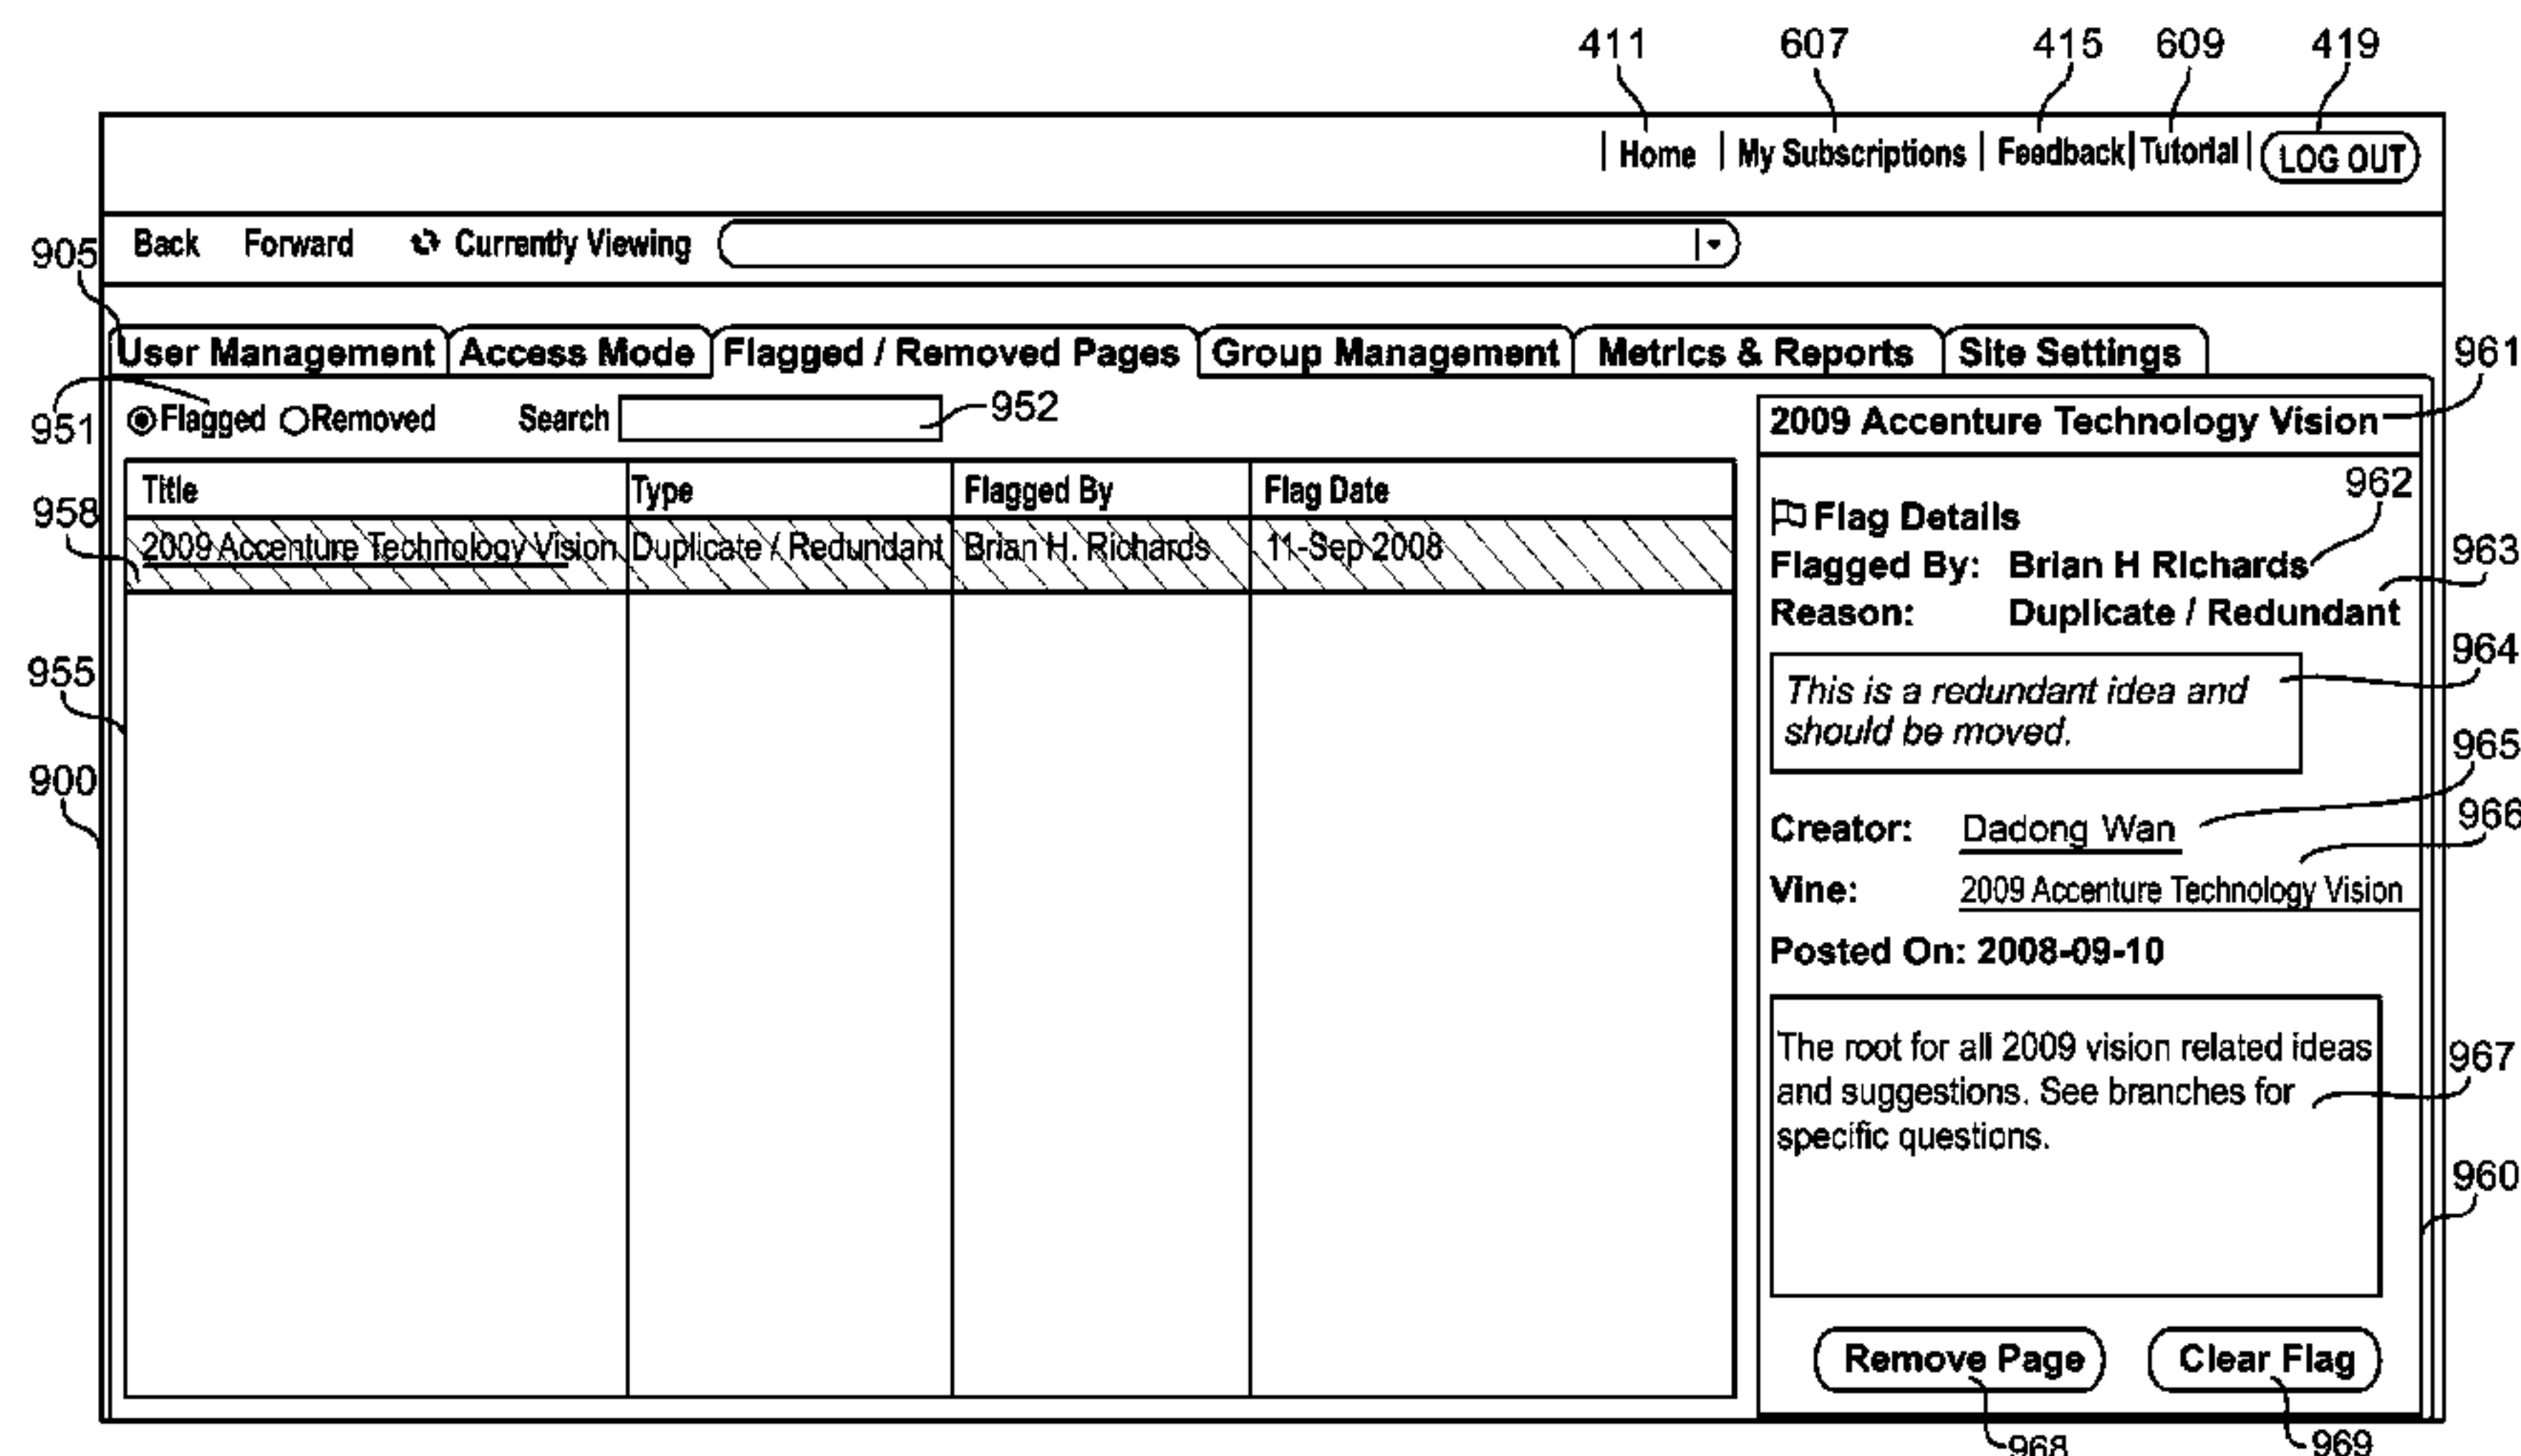 411 607 415 609 419
Home | My Subscriptions | Feedback | Tutorial | LOG OUT
905
Back Forward Currently Viewing
User Management Access Mode Flagged / Removed Pages Group Management Metrics & Reports Site Settings
961
951
Flagged Removed Search
952
2009 Accenture Technology Vision
Title Type Flagged By Flag Date
958
2009 Accenture Technology Vision Duplicate / Redundant Brian H. Richards 11-Sep 2008
962
Flag Details
Flagged By: Brian H Richards
963
Reason: Duplicate / Redundant
964
955
This is a redundant idea and
should be moved.
965
900
966
Creator: Dadong Wan
Vine: 2009 Accenture Technology Vision
Posted On: 2008-09-10
The root for all 2009 vision related ideas
967
and suggestions. See branches for
specific questions.
960
Remove Page Clear Flag
968 969